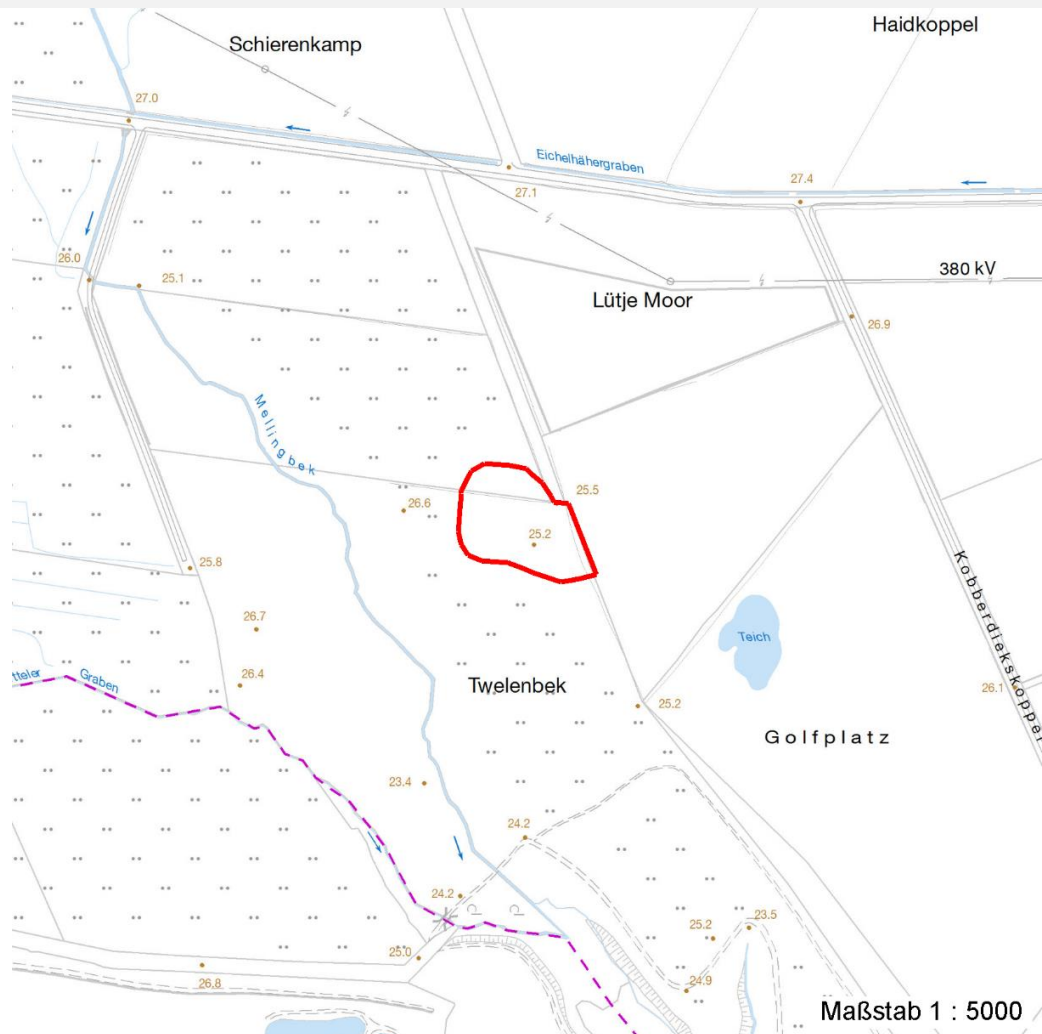 Haidkoppel
Schierenkamp
27.0
Eichelhähergraben
27.1
27.4
26.0
25.1
380 kV
Lütje Moor
26.9
Mellingbek
25.5
26.6
25.2
25.8
Kobberdiekskoppel
26.7
Teich
tteler Graben
26.4
Twelenbek
26.1
25.2
Golfplatz
23.4
24.2
24.2
23.5
25.2
25.0
26.8
24.9
Maßstab 1 : 5000